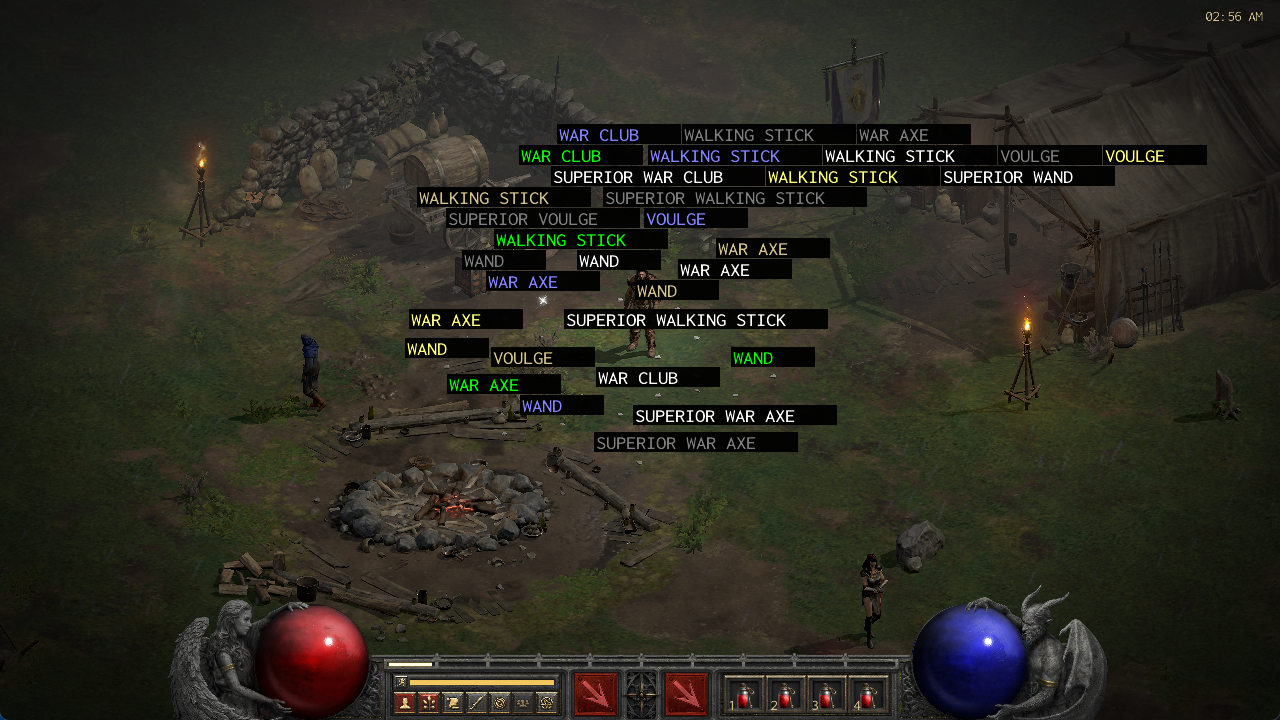 02:56 AM
WAR CLUB WALKING STICK WAR AXE
WAR CLUB WALKING STICK WALKING STICK VOULGE VOULGE
SUPERIOR WAR CLUB WALKING STICK SUPERIOR WAND
WALKING STICK SUPERIOR WALKING STICK
SUPERIOR VOULGE VOULGE
WALKING STICK
WAR AXE
WAND WAND
WAR AXE
WAR AXE
WAND
WAR AXE SUPERIOR WALKING STICK
WAND
VOULGE WAND
WAR AXE WAR CLUB
WAND
SUPERIOR WAR AXE
SUPERIOR WAR AXE
1 2 3 4